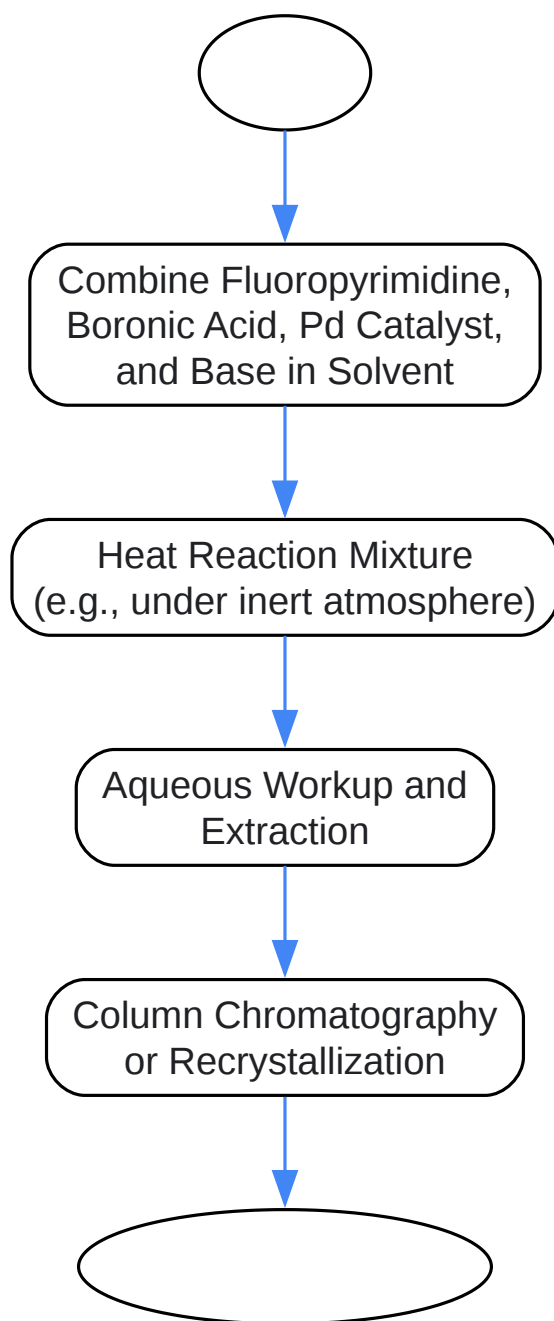 Combine Fluoropyrimidine,
Boronic Acid, Pd Catalyst,
and Base in Solvent
Heat Reaction Mixture
(e.g., under inert atmosphere)
Aqueous Workup and
Extraction
Column Chromatography
or Recrystallization